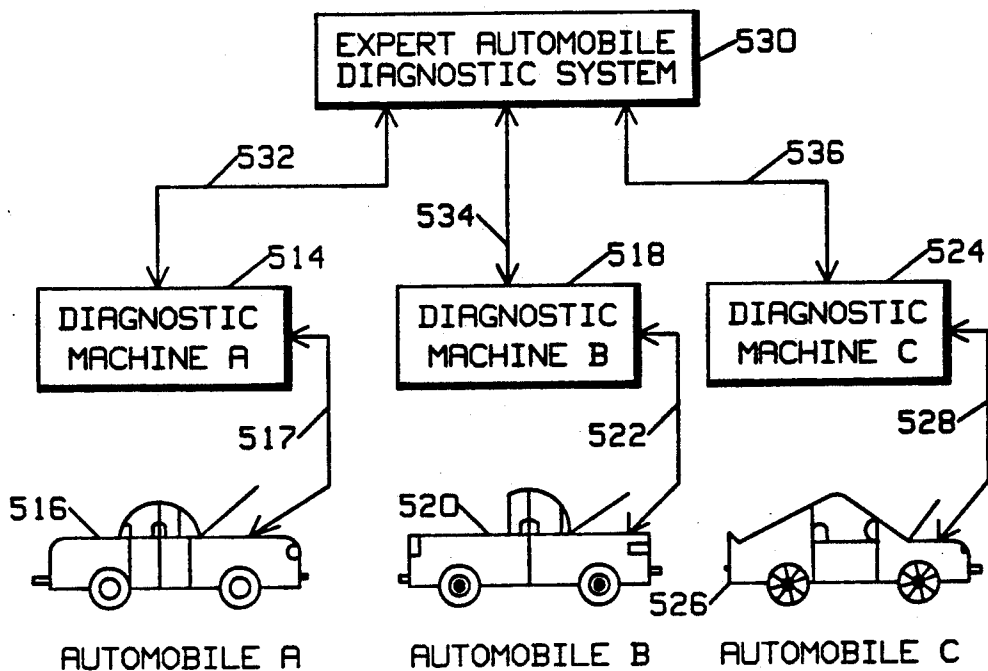 EXPERT AUTOMOBILE
DIAGNOSTIC SYSTEM
530
532
534
536
514
518
524
DIAGNOSTIC
MACHINE A
DIAGNOSTIC
MACHINE B
DIAGNOSTIC
MACHINE C
517
522
528
516
520
526
AUTOMOBILE A
AUTOMOBILE B
AUTOMOBILE C